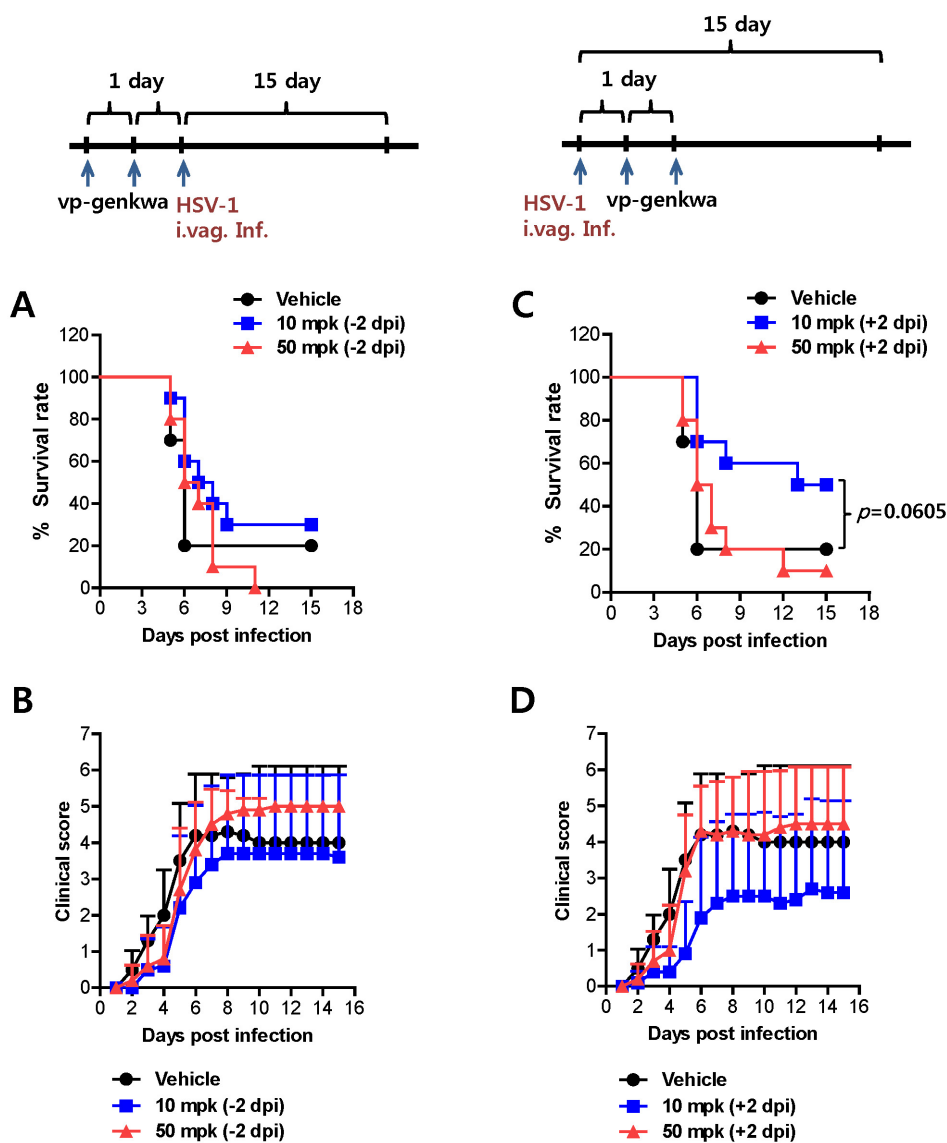 15 day
1 day
15 day
1 day
vp-genkwa
HSV-1
i.vag. Inf.
HSV-1
i.vag. Inf.
vp-genkwa
A
Vehicle
10 mpk (-2 dpi)
50 mpk (-2 dpi)
120
100
80
60
40
20
0
% Survival rate
0 3 6 9 12 15 18
Days post infection
C
Vehicle
10 mpk (+2 dpi)
50 mpk (+2 dpi)
120
100
80
60
40
20
0
% Survival rate
p=0.0605
0 3 6 9 12 15 18
Days post infection
B
7
6
5
4
3
2
1
0
Clinical score
0 2 4 6 8 10 12 14 16
Days post infection
Vehicle
10 mpk (-2 dpi)
50 mpk (-2 dpi)
D
7
6
5
4
3
2
1
0
Clinical score
0 2 4 6 8 10 12 14 16
Days post infection
Vehicle
10 mpk (+2 dpi)
50 mpk (+2 dpi)